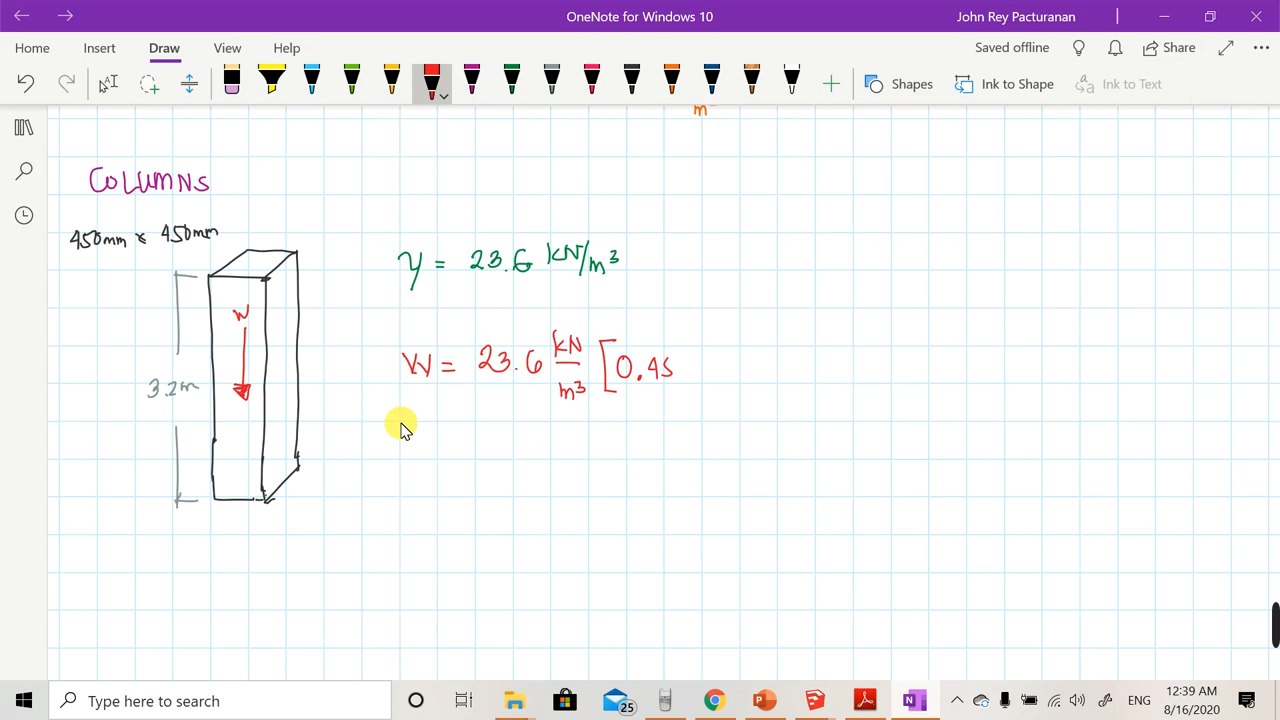 OneNote for Windows 10
John Rey Pacturanan
Home Insert Draw View Help
Saved offline
Share
Shapes
Ink to Shape
Ink to Text
m
COLUMNS
450mm x 450mm
γ = 23.6 kN/m³
W
W = 23.6 kN/m³ [0.45
3.2m
Type here to search
25
ENG
12:39 AM
8/16/2020